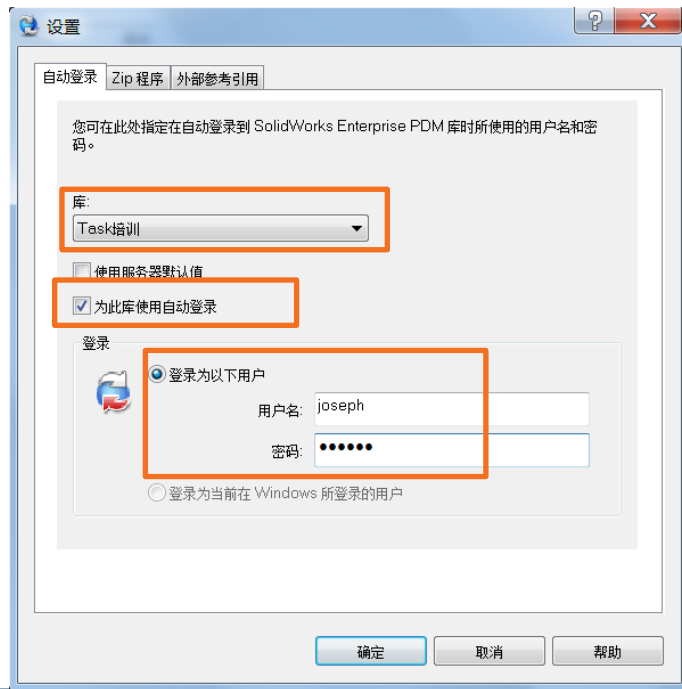 设置
自动登录 Zip 程序 外部参考引用
您可在此处指定在自动登录到 SolidWorks Enterprise PDM 库时所使用的用户名和密
码。
库:
Task培训
使用服务器默认值
为此库使用自动登录
登录
登录为以下用户
用户名: joseph
密码: ●●●●●●
登录为当前在 Windows 所登录的用户
确定 取消 帮助